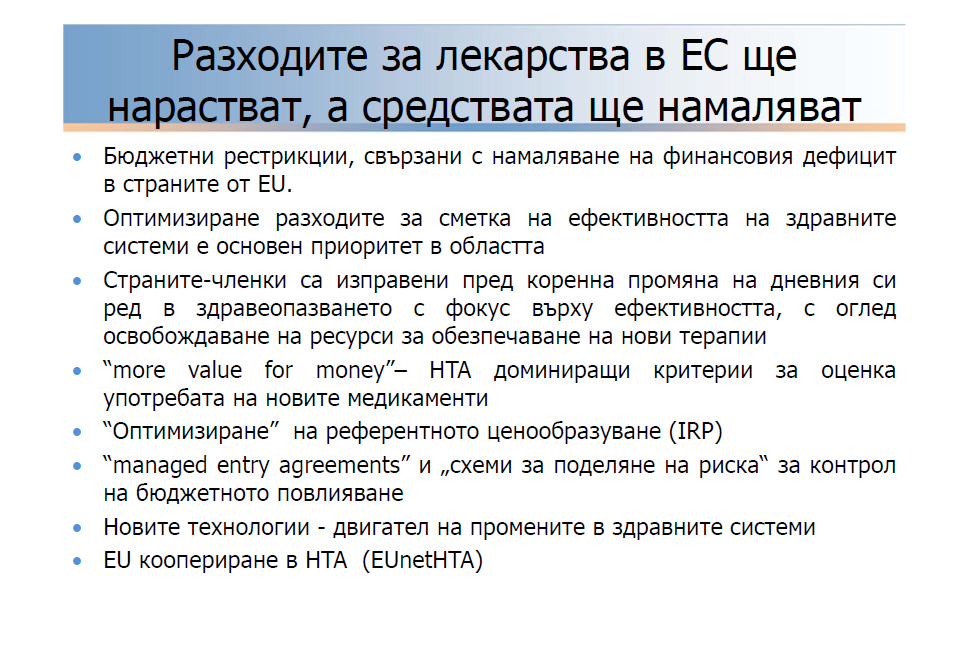 Разходите за лекарства в ЕС ще
нарастват, а средствата ще намаляват
• Бюджетни рестрикции, свързани с намаляване на финансовия дефицит
в страните от EU.
• Оптимизиране разходите за сметка на ефективността на здравните
системи е основен приоритет в областта
• Страните-членки са изправени пред коренна промяна на дневния си
ред в здравеопазването с фокус върху ефективността, с оглед
освобождаване на ресурси за обезпечаване на нови терапии
• “more value for money”– HTA доминиращи критерии за оценка
употребата на новите медикаменти
• “Оптимизиране” на референтното ценообразуване (IRP)
• “managed entry agreements” и „схеми за поделяне на риска“ за контрол
на бюджетното повлияване
• Новите технологии - двигател на промените в здравните системи
• EU коопериране в HTA (EUnetHTA)